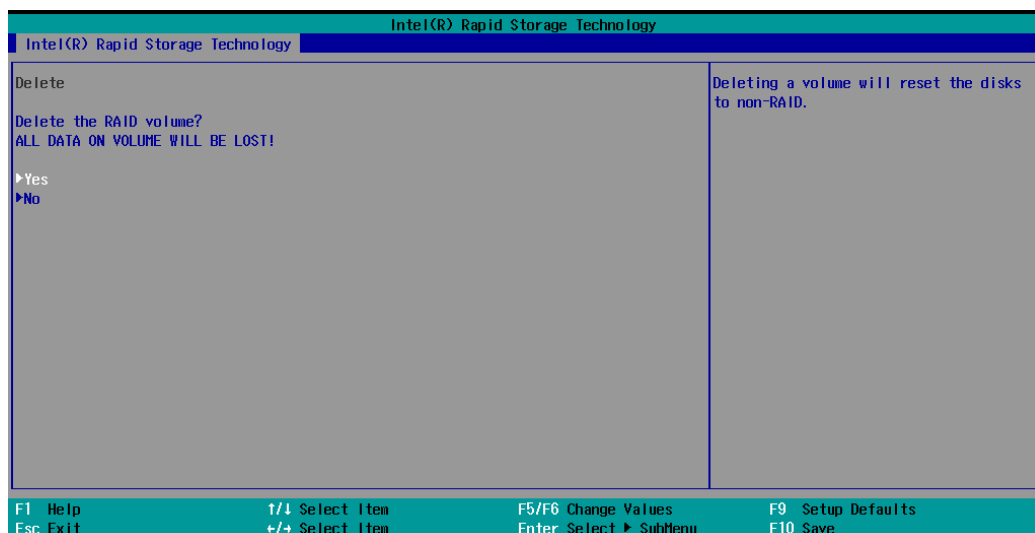 Intel(R) Rapid Storage Technology
Intel(R) Rapid Storage Technology
Delete
Delete the RAID volume?
ALL DATA ON VOLUME WILL BE LOST!
▶Yes
▶No
Deleting a volume will reset the disks
to non-RAID.
F1 Help ↑/↓ Select Item F5/F6 Change Values F9 Setup Defaults
Esc Exit ←/→ Select Item Enter Select ▶ SubMenu F10 Save